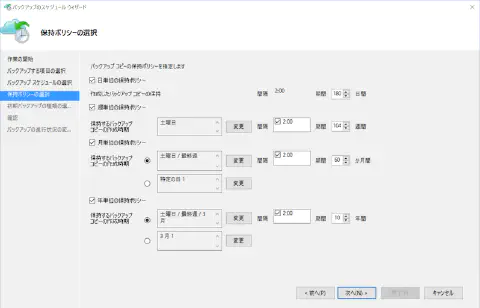 バックアップのスケジュール ウィザード
保持ポリシーの選択
作業の開始
バックアップする項目の選択
バックアップ スケジュールの選択
保持ポリシーの選択
初期バックアップの種類の選...
確認
バックアップの進行状況の変...
バックアップ コピーの保持ポリシーを指定します
日単位の保持ポリシー
作成したバックアップ コピーの保持 間隔 2:00 期間 180 日間
週単位の保持ポリシー
保持するバックアップ コピーの作成時期 土曜日 変更 間隔 2:00 期間 104 週間
月単位の保持ポリシー
保持するバックアップ コピーの作成時期 土曜日 / 最終週 変更 間隔 2:00 期間 60 か月間
特定の日 1 変更
年単位の保持ポリシー
保持するバックアップ コピーの作成時期 土曜日 / 最終週 / 3 月 変更 間隔 2:00 期間 10 年間
3 月 1 変更
< 前へ(P) 次へ(N) > キャンセル